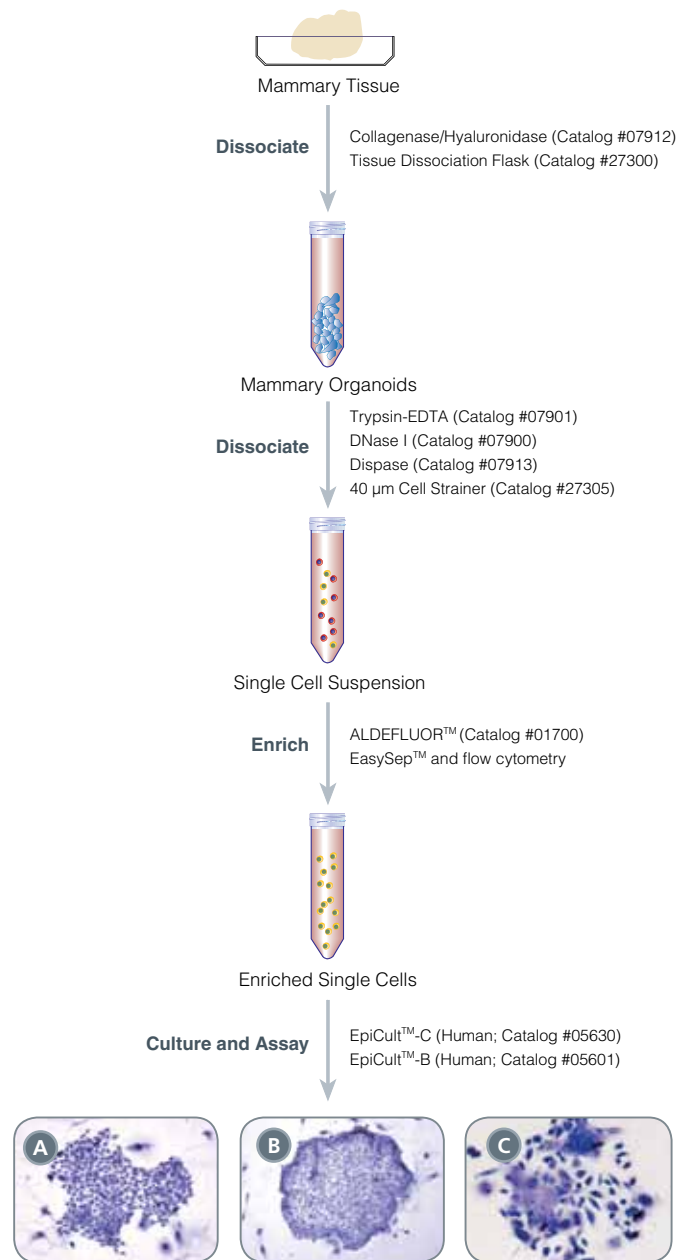 Mammary Tissue
Dissociate
Collagenase/Hyaluronidase (Catalog #07912)
Tissue Dissociation Flask (Catalog #27300)
Mammary Organoids
Dissociate
Trypsin-EDTA (Catalog #07901)
DNase I (Catalog #07900)
Dispase (Catalog #07913)
40 µm Cell Strainer (Catalog #27305)
Single Cell Suspension
Enrich
ALDEFLUOR™ (Catalog #01700)
EasySep™ and flow cytometry
Enriched Single Cells
Culture and Assay
EpiCult™-C (Human; Catalog #05630)
EpiCult™-B (Human; Catalog #05601)
A
B
C